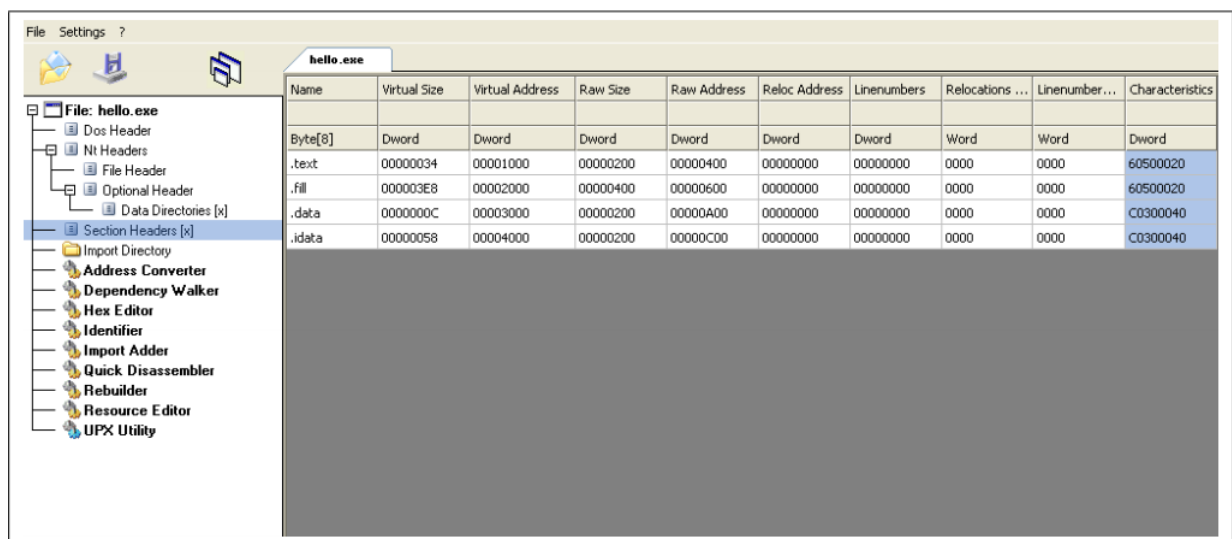 File Settings ?
hello.exe
Name Virtual Size Virtual Address Raw Size Raw Address Reloc Address Linenumbers Relocations ... Linenumber... Characteristics
Byte[8] Dword Dword Dword Dword Dword Dword Word Word Dword
.text 00000034 00001000 00000200 00000400 00000000 00000000 0000 0000 60500020
.fill 000003E8 00002000 00000400 00000600 00000000 00000000 0000 0000 60500020
.data 0000000C 00003000 00000200 00000A00 00000000 00000000 0000 0000 C0300040
.idata 00000058 00004000 00000200 00000C00 00000000 00000000 0000 0000 C0300040
File: hello.exe
Dos Header
Nt Headers
File Header
Optional Header
Data Directories [x]
Section Headers [x]
Import Directory
Address Converter
Dependency Walker
Hex Editor
Identifier
Import Adder
Quick Disassembler
Rebuilder
Resource Editor
UPX Utility